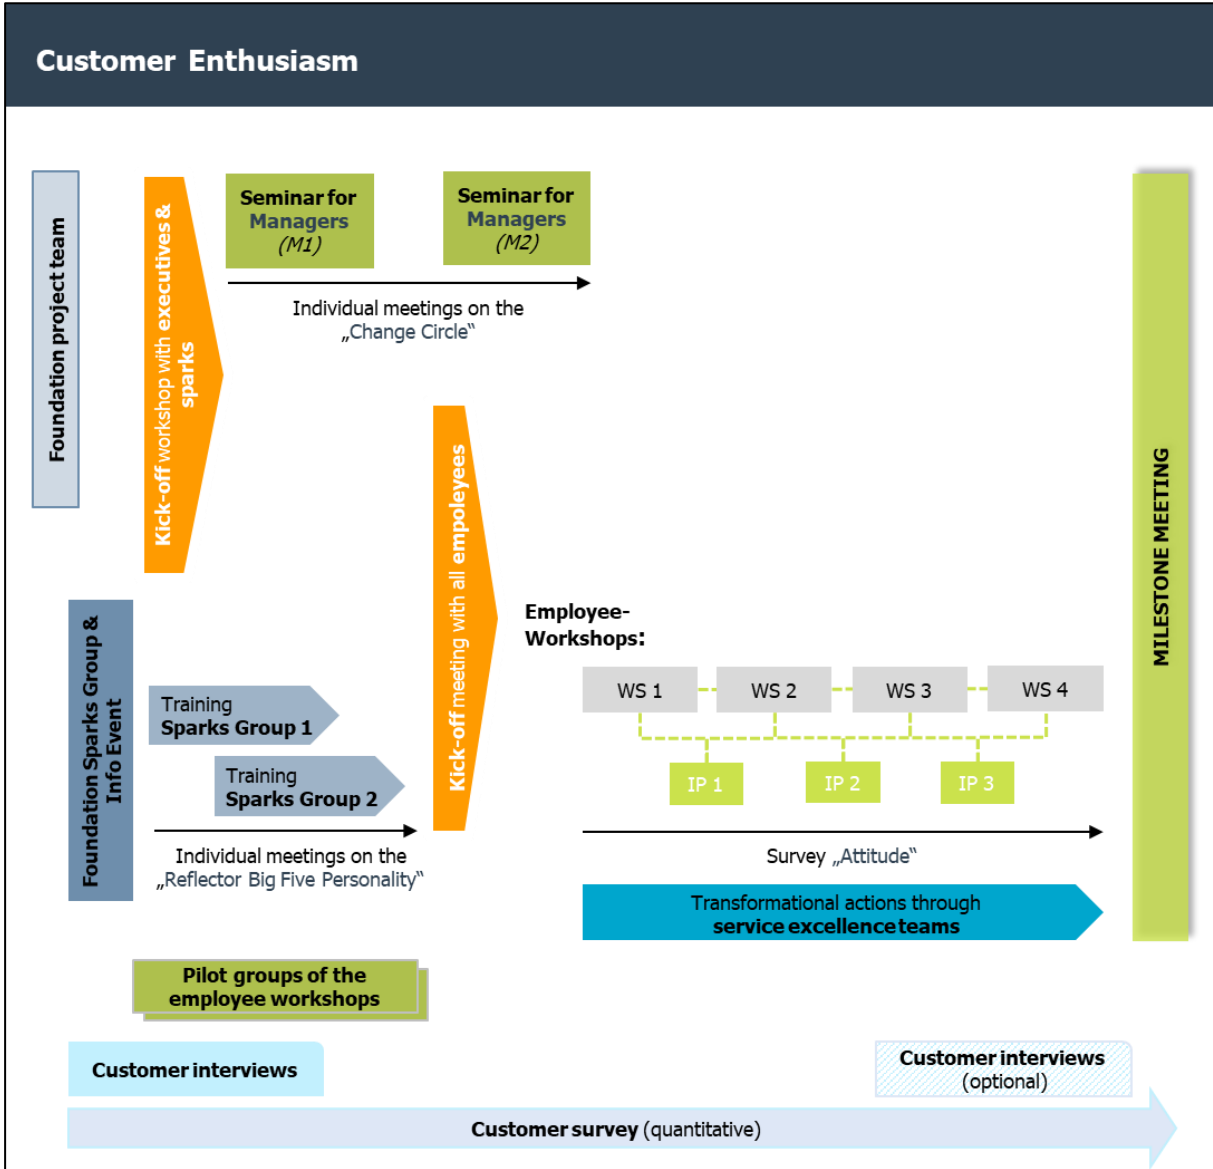 Customer Enthusiasm
Foundation project team
Kick-off workshop with executives &
sparks
Seminar for
Managers
(M1)
Seminar for
Managers
(M2)
Individual meetings on the
„Change Circle“
Kick-off meeting with all empoleyees
MILESTONE MEETING
Foundation Sparks Group &
Info Event
Training
Sparks Group 1
Training
Sparks Group 2
Individual meetings on the
„Reflector Big Five Personality“
Employee-
Workshops:
WS 1
WS 2
WS 3
WS 4
IP 1
IP 2
IP 3
Survey „Attitude“
Transformational actions through
service excellence teams
Pilot groups of the
employee workshops
Customer interviews
Customer interviews
(optional)
Customer survey (quantitative)